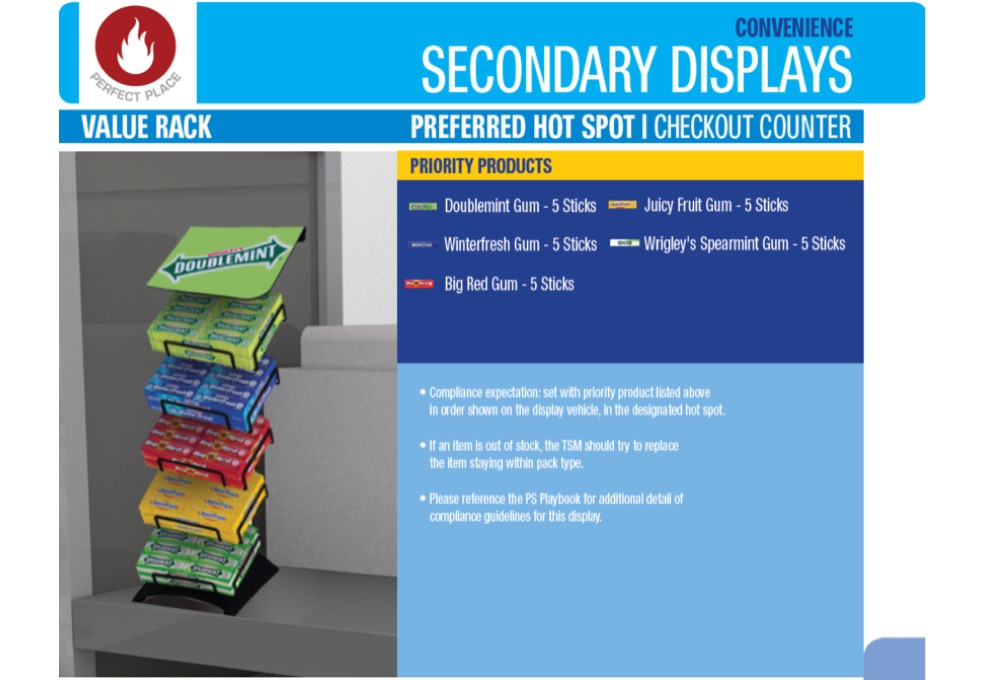 PERFECT PLACE
CONVENIENCE
SECONDARY DISPLAYS
VALUE RACK
PREFERRED HOT SPOT | CHECKOUT COUNTER
PRIORITY PRODUCTS
Doublemint Gum - 5 Sticks
Juicy Fruit Gum - 5 Sticks
Winterfresh Gum - 5 Sticks
Wrigley's Spearmint Gum - 5 Sticks
Big Red Gum - 5 Sticks
• Compliance expectation: set with priority product listed above
in order shown on the display vehicle, in the designated hot spot.
• If an item is out of stock, the TSM should try to replace
the item staying within pack type.
• Please reference the PS Playbook for additional detail of
compliance guidelines for this display.
WRIGLEY'S
DOUBLEMINT